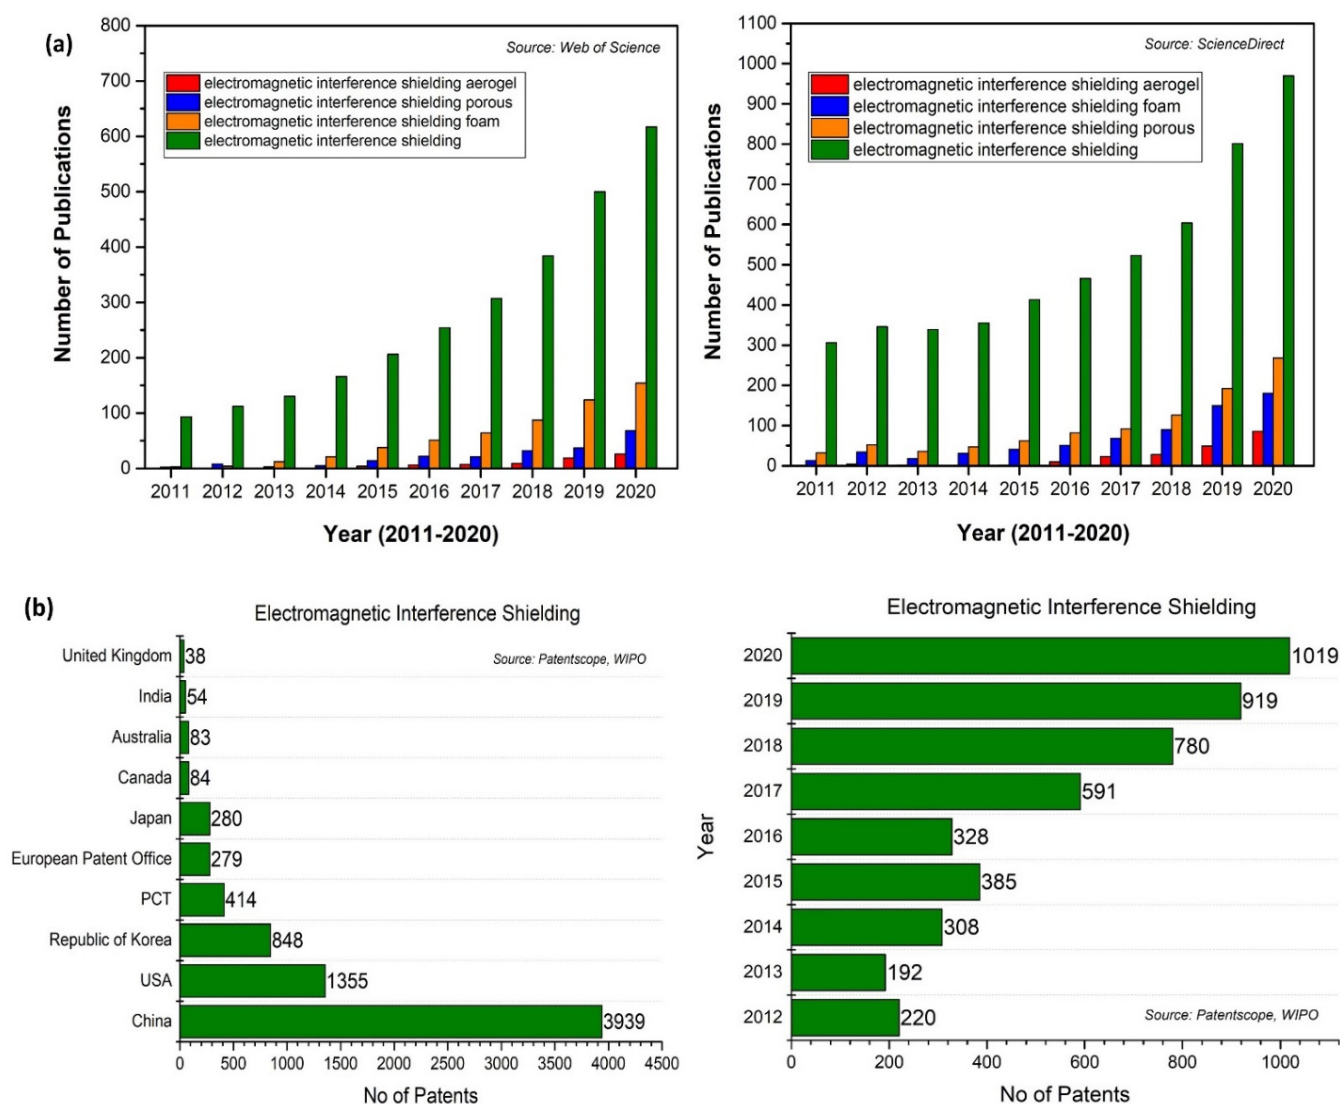 (a)
800
700
600
500
400
300
200
100
0
Number of Publications
Source: Web of Science
electromagnetic interference shielding aerogel
electromagnetic interference shielding porous
electromagnetic interference shielding foam
electromagnetic interference shielding
2011 2012 2013 2014 2015 2016 2017 2018 2019 2020
Year (2011-2020)
1100
1000
900
800
700
600
500
400
300
200
100
0
Number of Publications
Source: ScienceDirect
electromagnetic interference shielding aerogel
electromagnetic interference shielding foam
electromagnetic interference shielding porous
electromagnetic interference shielding
2011 2012 2013 2014 2015 2016 2017 2018 2019 2020
Year (2011-2020)
(b)
Electromagnetic Interference Shielding
Source: Patentscope, WIPO
United Kingdom 38
India 54
Australia 83
Canada 84
Japan 280
European Patent Office 279
PCT 414
Republic of Korea 848
USA 1355
China 3939
0 500 1000 1500 2000 2500 3000 3500 4000 4500
No of Patents
Electromagnetic Interference Shielding
Year
2020 1019
2019 919
2018 780
2017 591
2016 328
2015 385
2014 308
2013 192
2012 220
Source: Patentscope, WIPO
0 200 400 600 800 1000
No of Patents